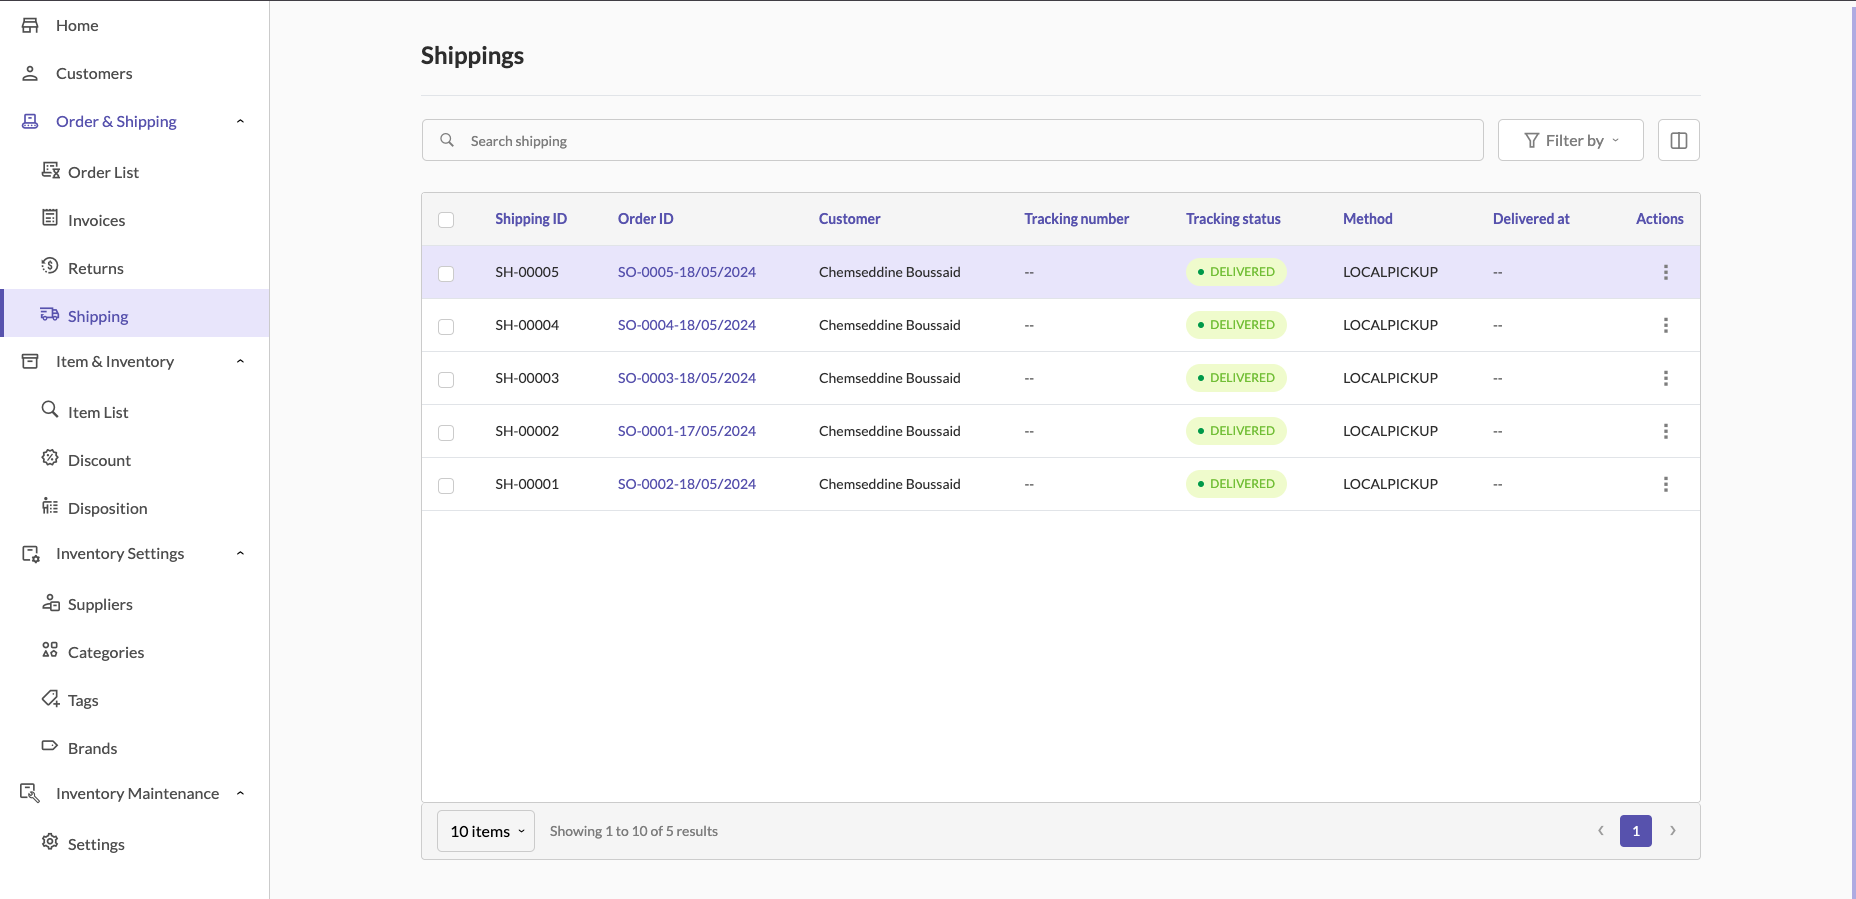 Home
Customers
Order & Shipping
Order List
Invoices
Returns
Shipping
Item & Inventory
Item List
Discount
Disposition
Inventory Settings
Suppliers
Categories
Tags
Brands
Inventory Maintenance
Settings
Shippings
Search shipping
Filter by
Shipping ID Order ID Customer Tracking number Tracking status Method Delivered at Actions
SH-00005 SO-0005-18/05/2024 Chemseddine Boussaid -- DELIVERED LOCALPICKUP --
SH-00004 SO-0004-18/05/2024 Chemseddine Boussaid -- DELIVERED LOCALPICKUP --
SH-00003 SO-0003-18/05/2024 Chemseddine Boussaid -- DELIVERED LOCALPICKUP --
SH-00002 SO-0001-17/05/2024 Chemseddine Boussaid -- DELIVERED LOCALPICKUP --
SH-00001 SO-0002-18/05/2024 Chemseddine Boussaid -- DELIVERED LOCALPICKUP --
10 items Showing 1 to 10 of 5 results 1